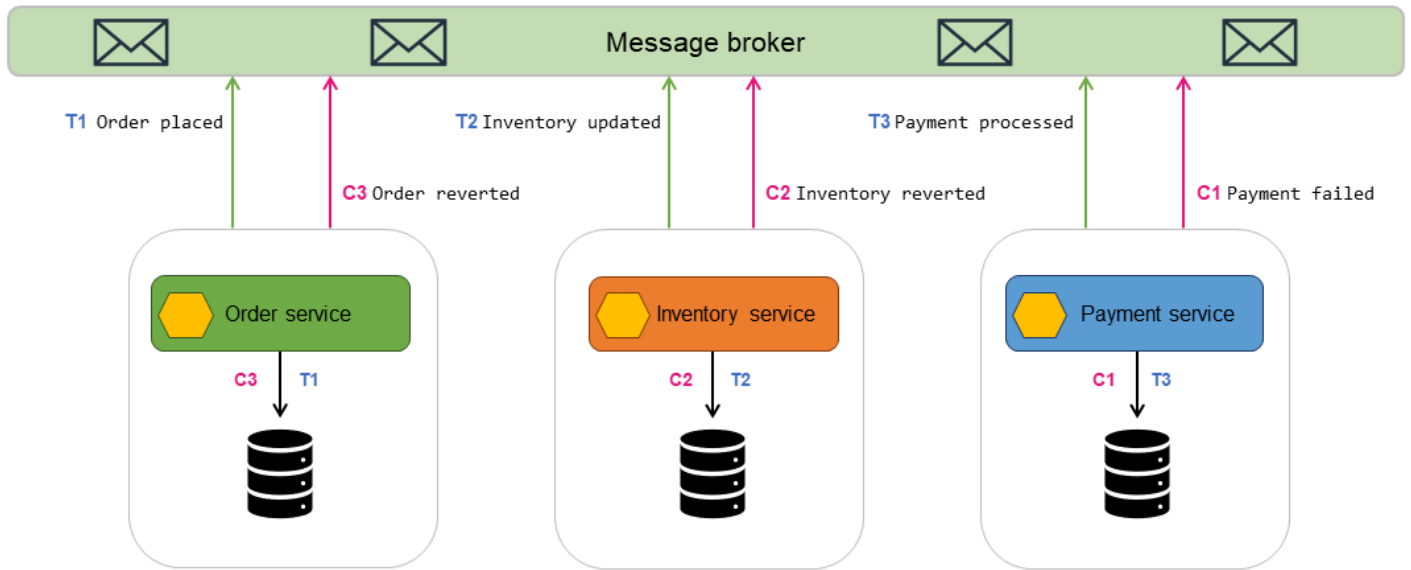 Message broker
T1 Order placed
T2 Inventory updated
T3 Payment processed
C3 Order reverted
C2 Inventory reverted
C1 Payment failed
Order service
Inventory service
Payment service
C3 T1
C2 T2
C1 T3